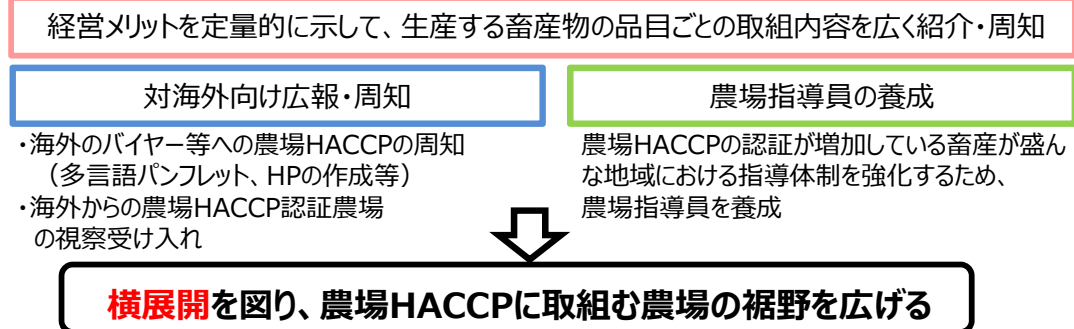 経営メリットを定量的に示して、生産する畜産物の品目ごとの取組内容を広く紹介・周知
対海外向け広報・周知
・海外のバイヤー等への農場HACCPの周知
（多言語パンフレット、HPの作成等）
・海外からの農場HACCP認証農場
の視察受け入れ
農場指導員の養成
農場HACCPの認証が増加している畜産が盛ん
な地域における指導体制を強化するため、
農場指導員を養成
横展開を図り、農場HACCPに取組む農場の裾野を広げる